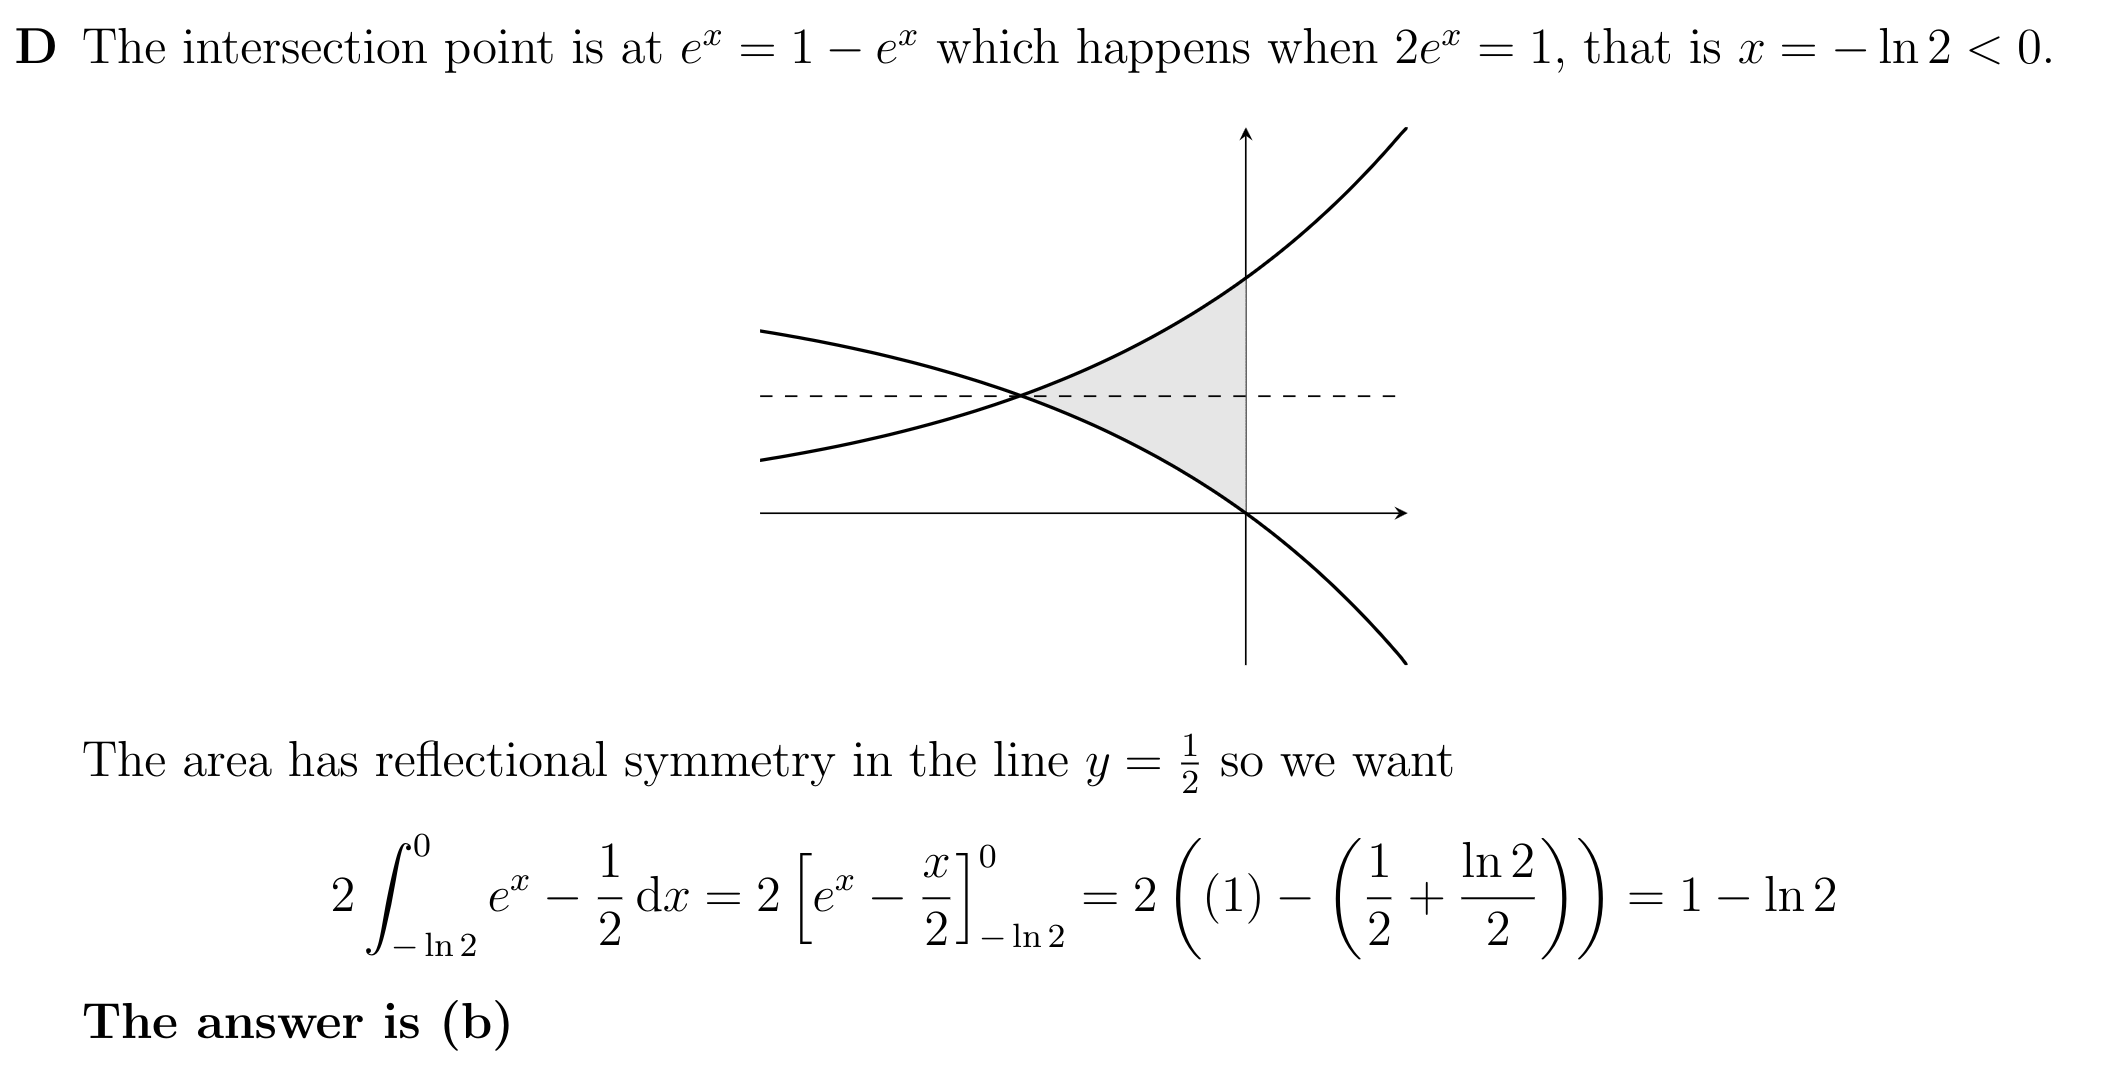 D The intersection point is at $e^x = 1 - e^x$ which happens when $2e^x = 1$, that is $x = -\ln 2 < 0$.
The area has reflectional symmetry in the line $y = \frac{1}{2}$ so we want
$2 \int_{-\ln 2}^{0} e^x - \frac{1}{2} \, \mathrm{d}x = 2 \left[ e^x - \frac{x}{2} \right]_{-\ln 2}^{0} = 2 \left( (1) - \left( \frac{1}{2} + \frac{\ln 2}{2} \right) \right) = 1 - \ln 2$
The answer is (b)